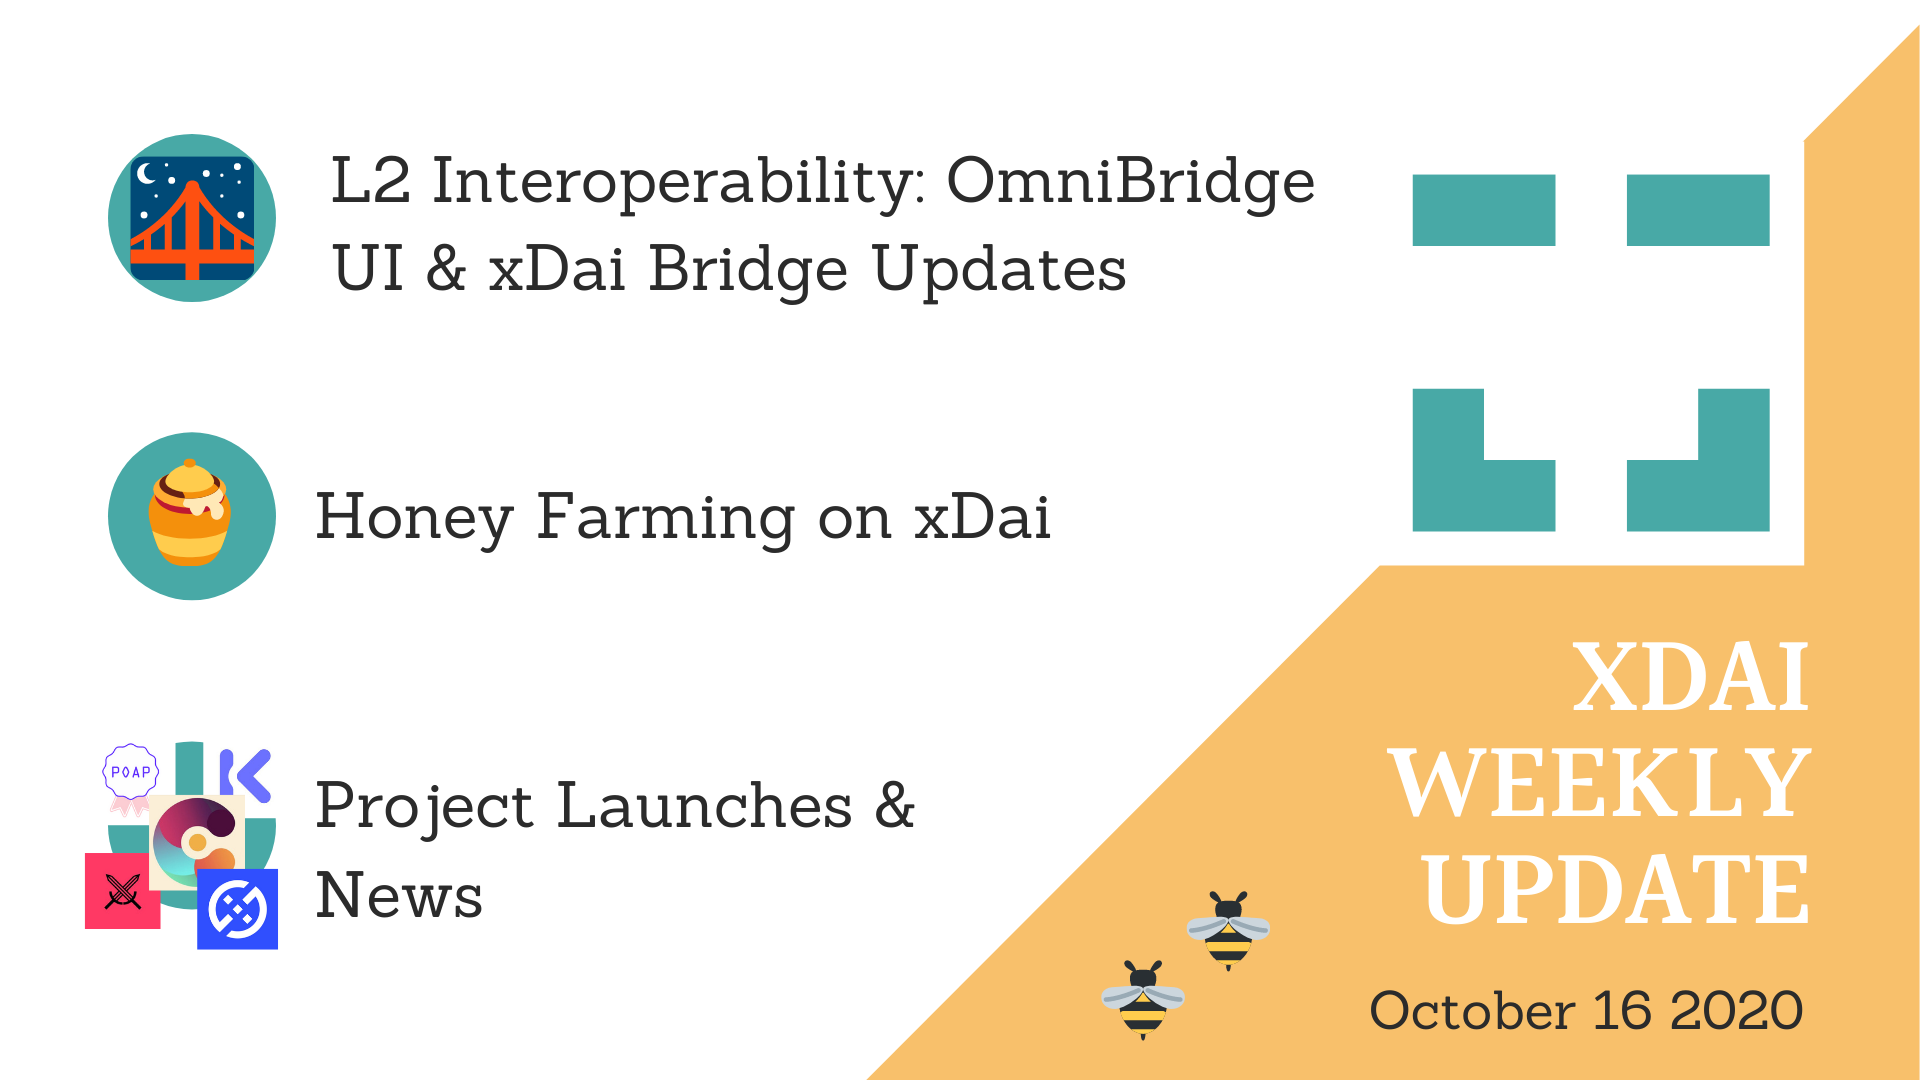 L2 Interoperability: OmniBridge
UI & xDai Bridge Updates
Honey Farming on xDai
POAP
Project Launches &
News
XDAI
WEEKLY
UPDATE
October 16 2020